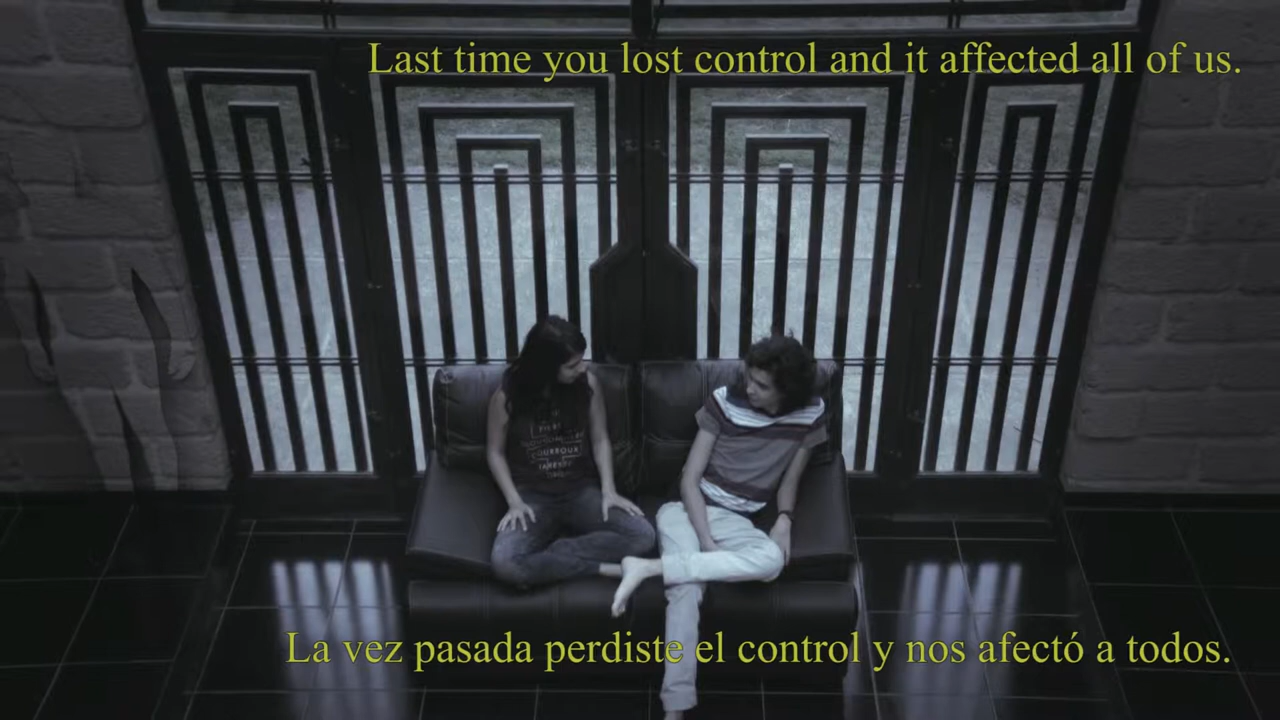 Last time you lost control and it affected all of us.
La vez pasada perdiste el control y nos afectó a todos.